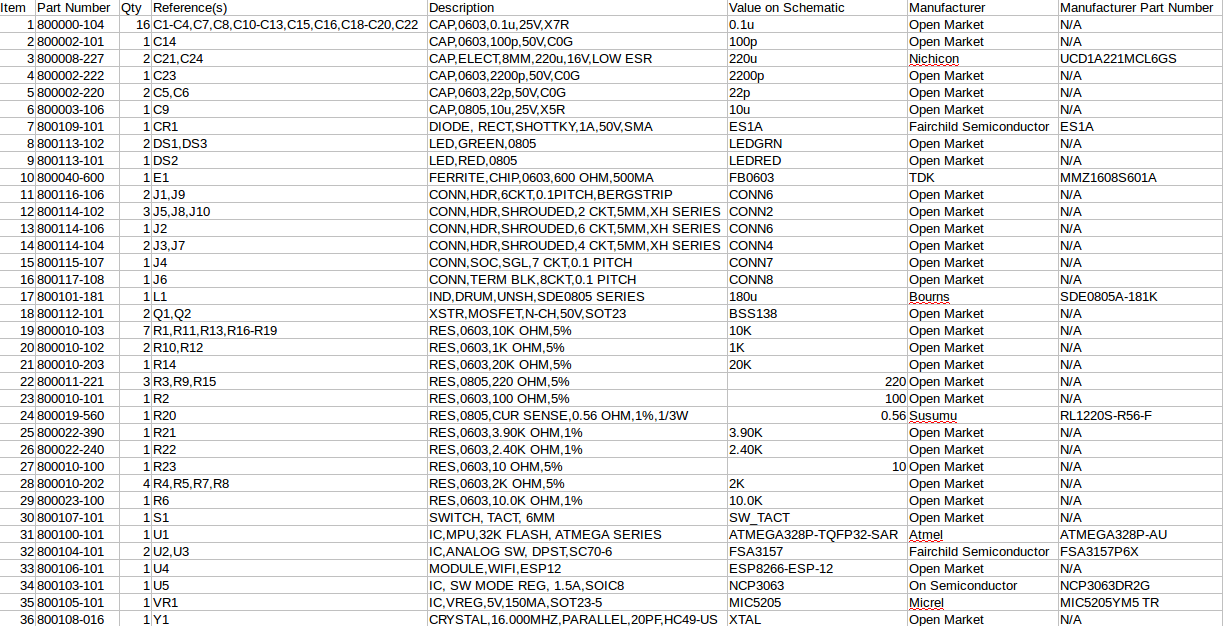 Item Part Number Qty Reference(s) Description Value on Schematic Manufacturer Manufacturer Part Number
1 800000-104 16 C1-C4,C7,C8,C10-C13,C15,C16,C18-C20,C22 CAP,0603,0.1u,25V,X7R 0.1u Open Market N/A
2 800002-101 1 C14 CAP,0603,100p,50V,C0G 100p Open Market N/A
3 800008-227 2 C21,C24 CAP,ELECT,8MM,220u,16V,LOW ESR 220u Nichicon UCD1A221MCL6GS
4 800002-222 1 C23 CAP,0603,2200p,50V,C0G 2200p Open Market N/A
5 800002-220 2 C5,C6 CAP,0603,22p,50V,C0G 22p Open Market N/A
6 800003-106 1 C9 CAP,0805,10u,25V,X5R 10u Open Market N/A
7 800109-101 1 CR1 DIODE, RECT,SHOTTKY,1A,50V,SMA ES1A Fairchild Semiconductor ES1A
8 800113-102 2 DS1,DS3 LED,GREEN,0805 LEDGRN Open Market N/A
9 800113-101 1 DS2 LED,RED,0805 LEDRED Open Market N/A
10 800040-600 1 E1 FERRITE,CHIP,0603,600 OHM,500MA FB0603 TDK MMZ1608S601A
11 800116-106 2 J1,J9 CONN,HDR,6CKT,0.1PITCH,BERGSTRIP CONN6 Open Market N/A
12 800114-102 3 J5,J8,J10 CONN,HDR,SHROUDED,2 CKT,5MM,XH SERIES CONN2 Open Market N/A
13 800114-106 1 J2 CONN,HDR,SHROUDED,6 CKT,5MM,XH SERIES CONN6 Open Market N/A
14 800114-104 2 J3,J7 CONN,HDR,SHROUDED,4 CKT,5MM,XH SERIES CONN4 Open Market N/A
15 800115-107 1 J4 CONN,SOC,SGL,7 CKT,0.1 PITCH CONN7 Open Market N/A
16 800117-108 1 J6 CONN,TERM BLK,8CKT,0.1 PITCH CONN8 Open Market N/A
17 800101-181 1 L1 IND,DRUM,UNSH,SDE0805 SERIES 180u Bourns SDE0805A-181K
18 800112-101 2 Q1,Q2 XSTR,MOSFET,N-CH,50V,SOT23 BSS138 Open Market N/A
19 800010-103 7 R1,R11,R13,R16-R19 RES,0603,10K OHM,5% 10K Open Market N/A
20 800010-102 2 R10,R12 RES,0603,1K OHM,5% 1K Open Market N/A
21 800010-203 1 R14 RES,0603,20K OHM,5% 20K Open Market N/A
22 800011-221 3 R3,R9,R15 RES,0805,220 OHM,5% 220 Open Market N/A
23 800010-101 1 R2 RES,0603,100 OHM,5% 100 Open Market N/A
24 800019-560 1 R20 RES,0805,CUR SENSE,0.56 OHM,1%,1/3W 0.56 Susumu RL1220S-R56-F
25 800022-390 1 R21 RES,0603,3.90K OHM,1% 3.90K Open Market N/A
26 800022-240 1 R22 RES,0603,2.40K OHM,1% 2.40K Open Market N/A
27 800010-100 1 R23 RES,0603,10 OHM,5% 10 Open Market N/A
28 800010-202 4 R4,R5,R7,R8 RES,0603,2K OHM,5% 2K Open Market N/A
29 800023-100 1 R6 RES,0603,10.0K OHM,1% 10.0K Open Market N/A
30 800107-101 1 S1 SWITCH, TACT, 6MM SW_TACT Open Market N/A
31 800100-101 1 U1 IC,MPU,32K FLASH, ATMEGA SERIES ATMEGA328P-TQFP32-SAR Atmel ATMEGA328P-AU
32 800104-101 2 U2,U3 IC,ANALOG SW, DPST,SC70-6 FSA3157 Fairchild Semiconductor FSA3157P6X
33 800106-101 1 U4 MODULE,WIFI,ESP12 ESP8266-ESP-12 Open Market N/A
34 800103-101 1 U5 IC, SW MODE REG, 1.5A,SOIC8 NCP3063 On Semiconductor NCP3063DR2G
35 800105-101 1 VR1 IC,VREG,5V,150MA,SOT23-5 MIC5205 Micrel MIC5205YM5 TR
36 800108-016 1 Y1 CRYSTAL,16.000MHZ,PARALLEL,20PF,HC49-US XTAL Open Market N/A